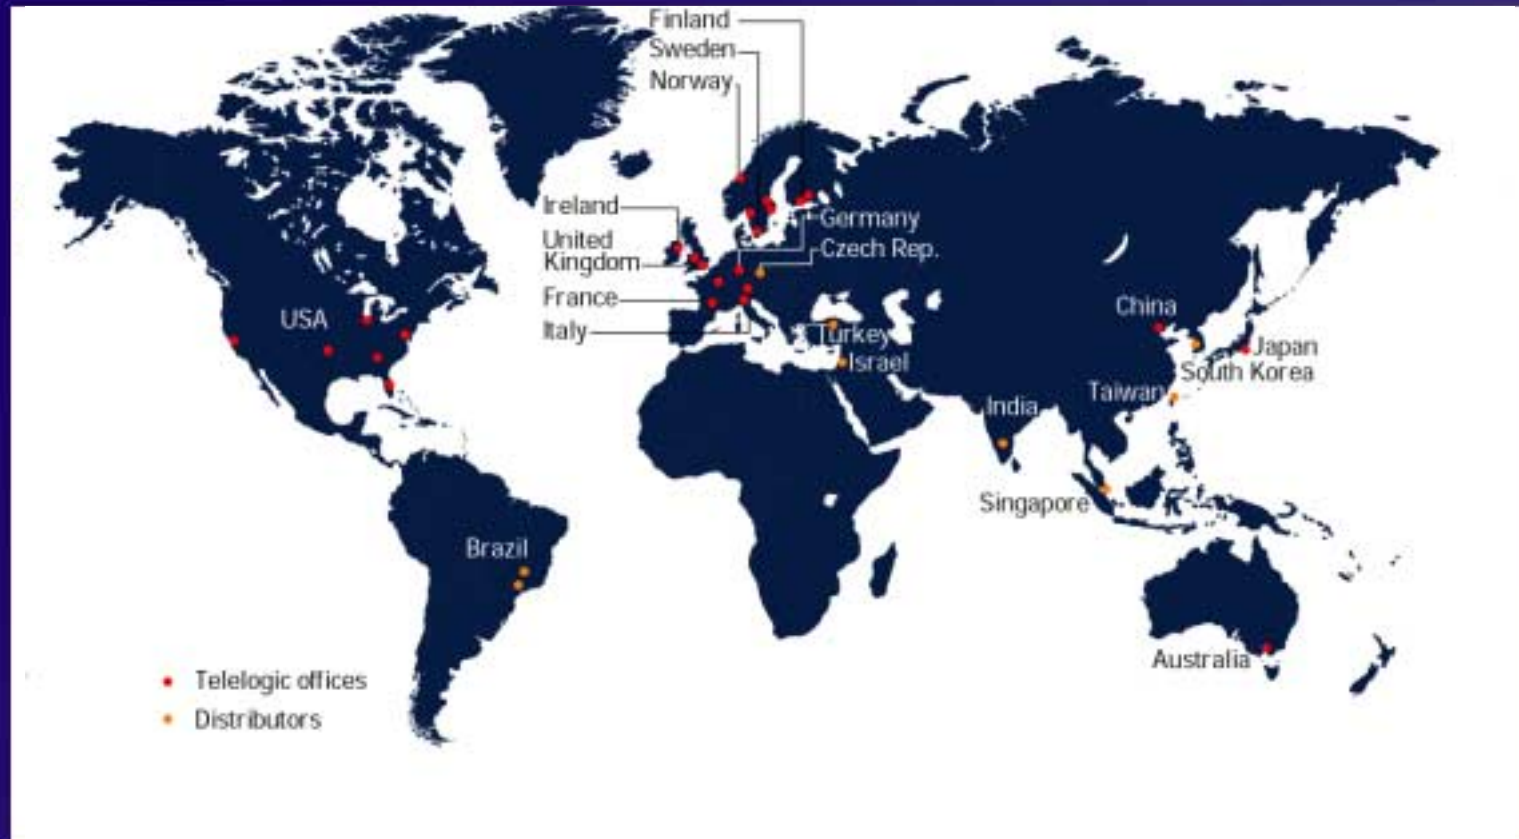 Finland
Sweden
Norway
Ireland
United
Kingdom
France
Italy
Germany
Czech Rep.
USA
Turkey
Israel
China
Japan
South Korea
Taiwan
India
Singapore
Brazil
Australia
Telelogic offices
Distributors